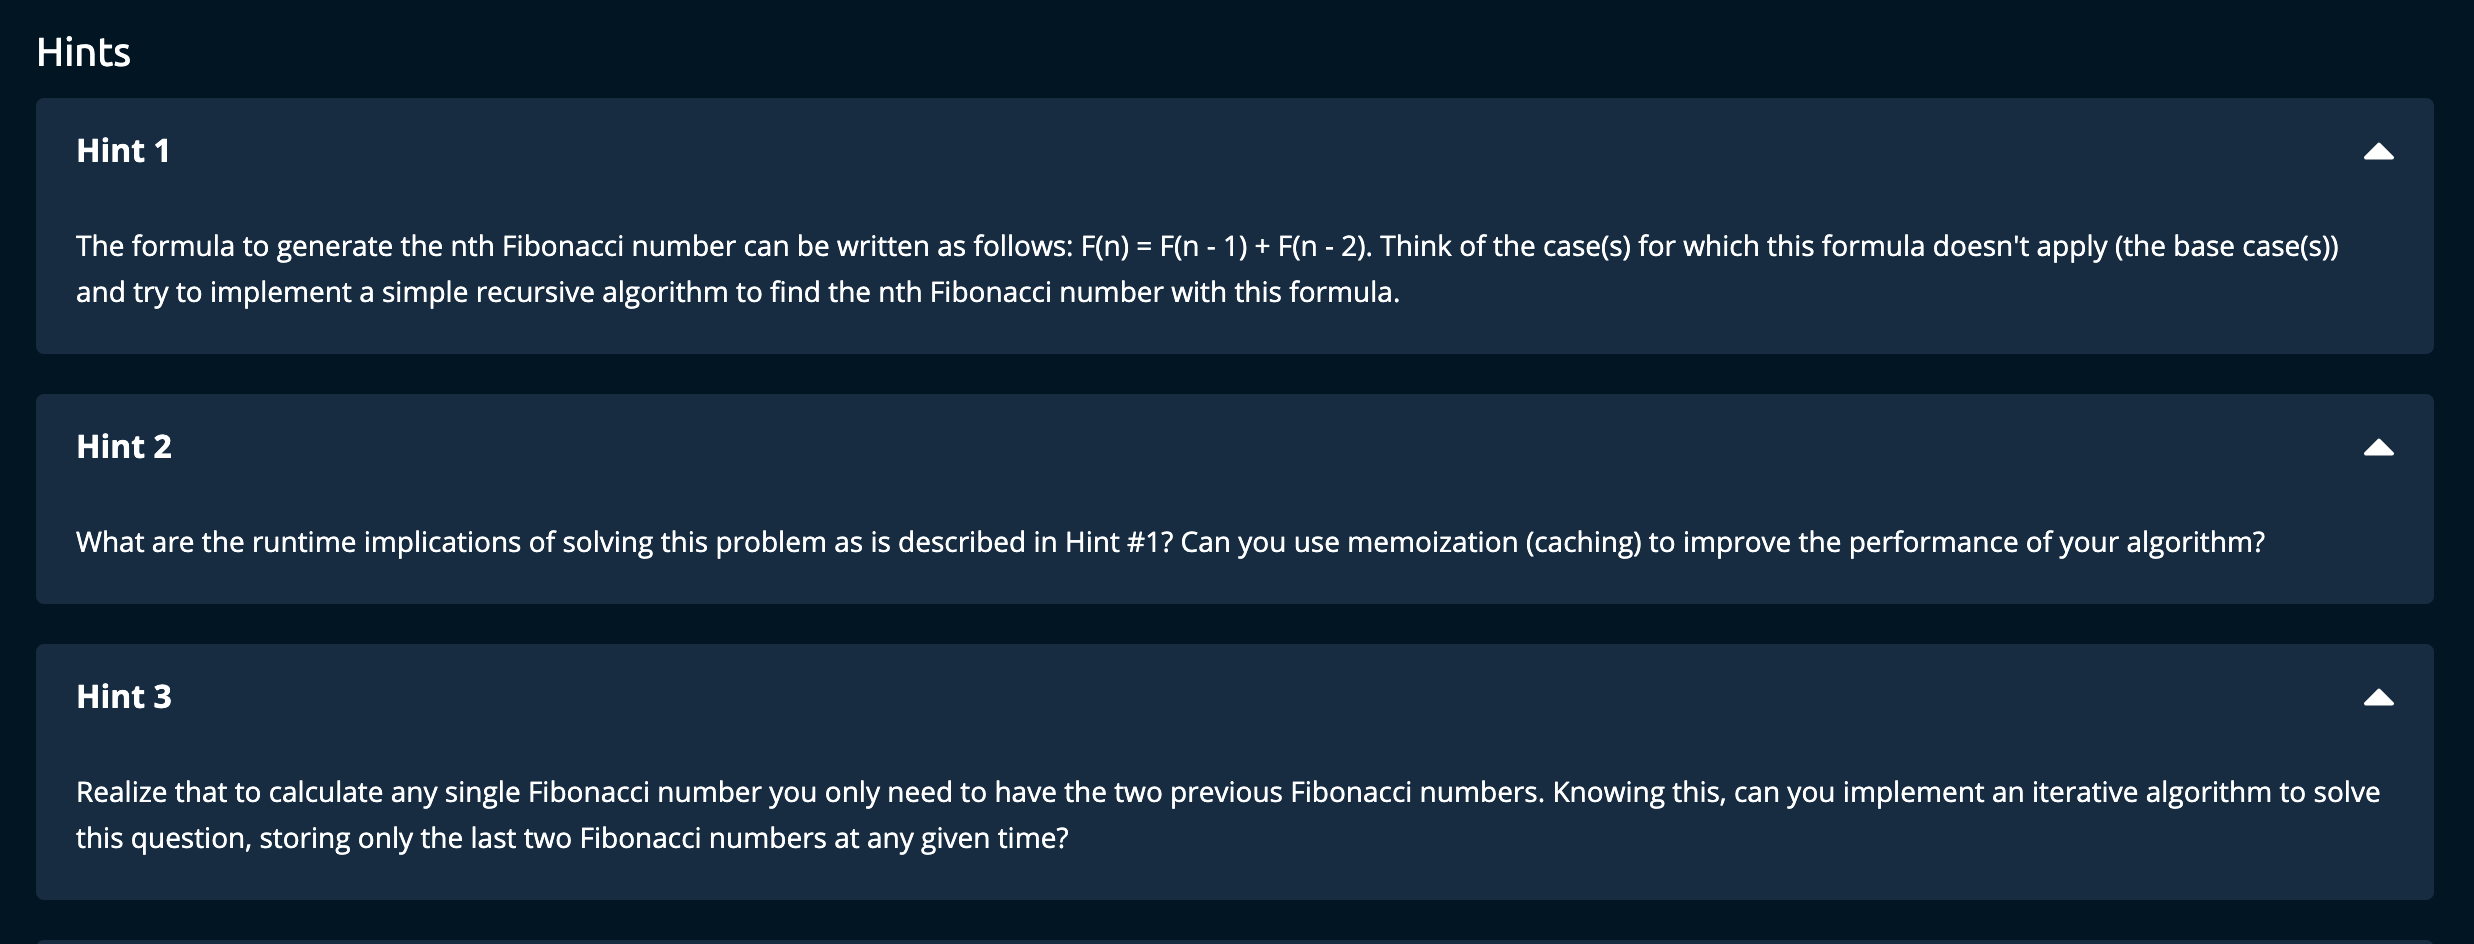 Hints
Hint 1
The formula to generate the nth Fibonacci number can be written as follows: F(n) = F(n - 1) + F(n - 2). Think of the case(s) for which this formula doesn't apply (the base case(s))
and try to implement a simple recursive algorithm to find the nth Fibonacci number with this formula.
Hint 2
What are the runtime implications of solving this problem as is described in Hint #1? Can you use memoization (caching) to improve the performance of your algorithm?
Hint 3
Realize that to calculate any single Fibonacci number you only need to have the two previous Fibonacci numbers. Knowing this, can you implement an iterative algorithm to solve
this question, storing only the last two Fibonacci numbers at any given time?